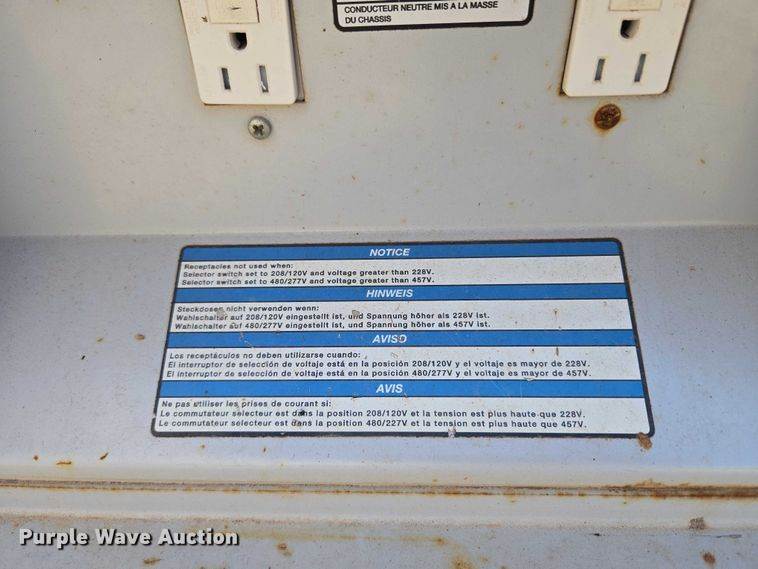 CONDUCTEUR NEUTRE MIS A LA MASSE
DU CHASSIS
NOTICE
Receptacles not used when:
Selector switch set to 208/120V and voltage greater than 228V.
Selector switch set to 480/277V and voltage greater than 457V.
HINWEIS
Steckdosen nicht verwenden wenn:
Wahlschalter auf 208/120V eingestellt ist, und Spannung höher als 228V ist.
Wahlschalter auf 480/277V eingestellt ist, und Spannung höher als 457V ist.
AVISO
Los receptáculos no deben utilizarse cuando:
El interruptor de selección de voltaje está en la posición 208/120V y el voltaje es mayor de 228V.
El interruptor de selección de voltaje está en la posición 480/277V y el voltaje es mayor de 457V.
AVIS
Ne pas utiliser les prises de courant si:
Le commutateur sélecteur est dans la position 208/120V et la tension est plus haute que 228V.
Le commutateur sélecteur est dans la position 480/227V et la tension est plus haute que 457V.
Purple Wave Auction